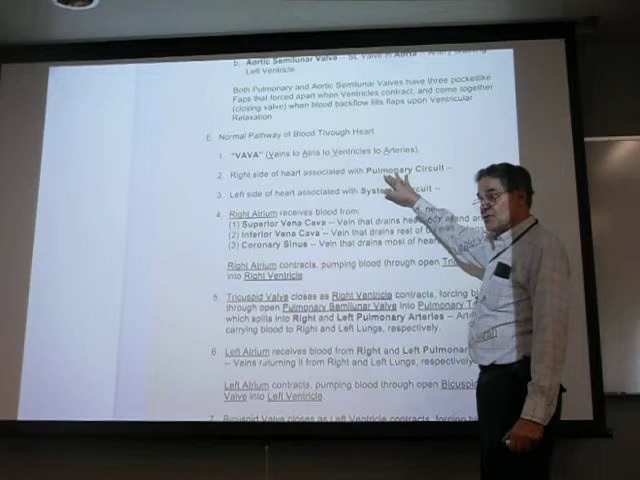 b. Aortic Semilunar Valve -- SL Valve in Aorta -- Artery draining
Left Ventricle
Both Pulmonary and Aortic Semilunar Valves have three pocketlike
Flaps that forced apart when Ventricles contract, and come together
(closing valve) when blood backflow fills flaps upon Ventricular
Relaxation
E. Normal Pathway of Blood Through Heart
1. "VAVA" (Veins to Atria to Ventricles to Arteries).
2. Right side of heart associated with Pulmonary Circuit --
3. Left side of heart associated with
4. Right Atrium receives blood from:
(1) Superior Vena Cava -- Vein that drains
(2) Inferior Vena Cava -- Vein that drains rest of
(3) Coronary Sinus -- Vein that drains most of heart
Right Atrium contracts, pumping blood through open
into Right Ventricle
5. Tricuspid Valve closes as Right Ventricle contracts, forcing
through open Pulmonary Semilunar Valve into Pulmonary
which splits into Right and Left Pulmonary Arteries --
carrying blood to Right and Left Lungs, respectively.
6. Left Atrium receives blood from Right and Left
-- Veins returning it from Right and Left Lungs, respectively
Left Atrium contracts, pumping blood through open
Valve into Left Ventricle
7. Bicuspid Valve closes as Left Ventricle contracts, forcing